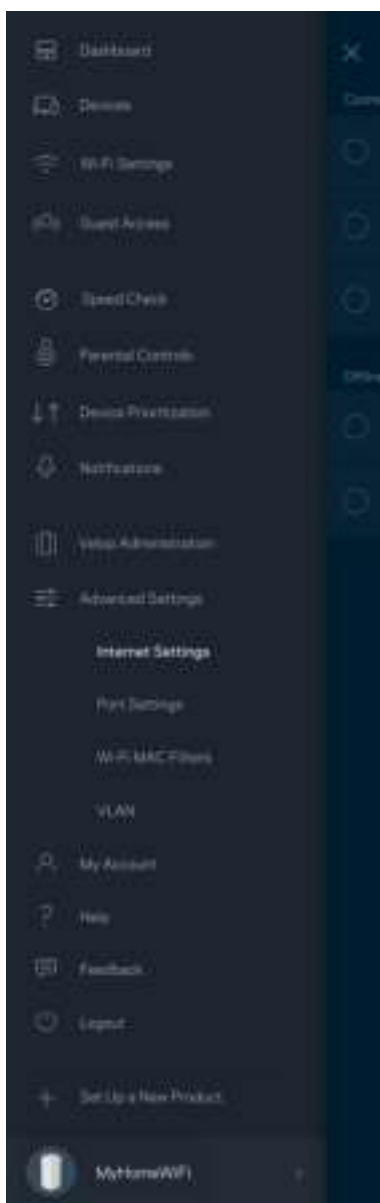 Dashboard
Devices
Wi-Fi Settings
Guest Access
Speed Check
Parental Controls
Device Prioritization
Notifications
Velop Administration
Advanced Settings
Internet Settings
Port Settings
Wi-Fi MAC Filters
VLAN
My Account
Help
Feedback
Logout
Set Up a New Product
MyHomeWiFi
Offline